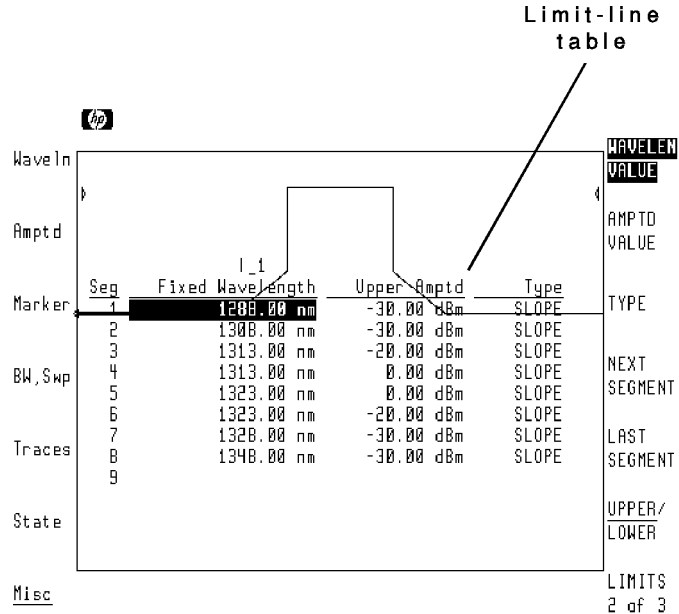 Limit-line
table
hp
Waveln
Amptd
Marker
BW,Swp
Traces
State
Misc
l_1
Seg Fixed Wavelength Upper Amptd Type
1 1288.00 nm -30.00 dBm SLOPE
2 1308.00 nm -30.00 dBm SLOPE
3 1313.00 nm -20.00 dBm SLOPE
4 1313.00 nm 0.00 dBm SLOPE
5 1323.00 nm 0.00 dBm SLOPE
6 1323.00 nm -20.00 dBm SLOPE
7 1328.00 nm -30.00 dBm SLOPE
8 1348.00 nm -30.00 dBm SLOPE
9
WAVELEN
VALUE
AMPTD
VALUE
TYPE
NEXT
SEGMENT
LAST
SEGMENT
UPPER/
LOWER
LIMITS
2 of 3